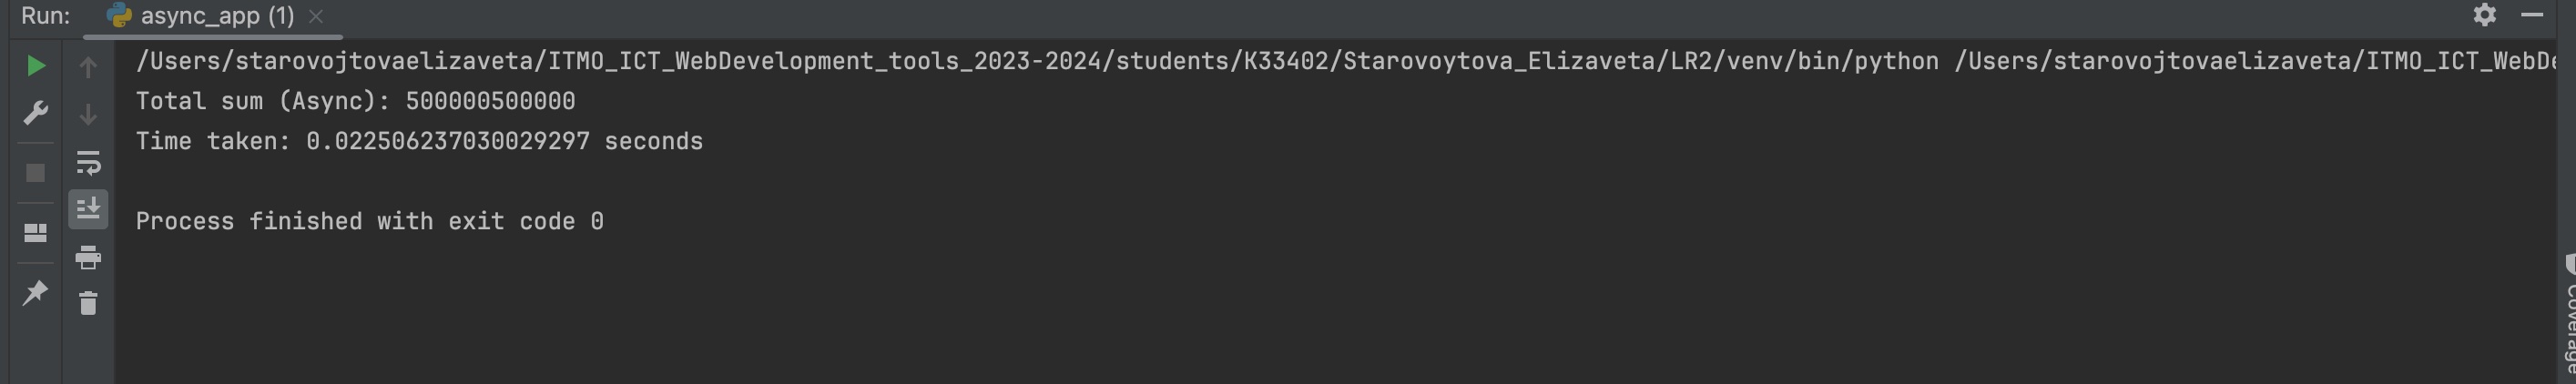 Run: async_app (1)
/Users/starovojtovaelizaveta/ITMO_ICT_WebDevelopment_tools_2023-2024/students/K33402/Starovoytova_Elizaveta/LR2/venv/bin/python /Users/starovojtovaelizaveta/ITMO_ICT_WebDe
Total sum (Async): 500000500000
Time taken: 0.022506237030029297 seconds
Process finished with exit code 0
Coverage